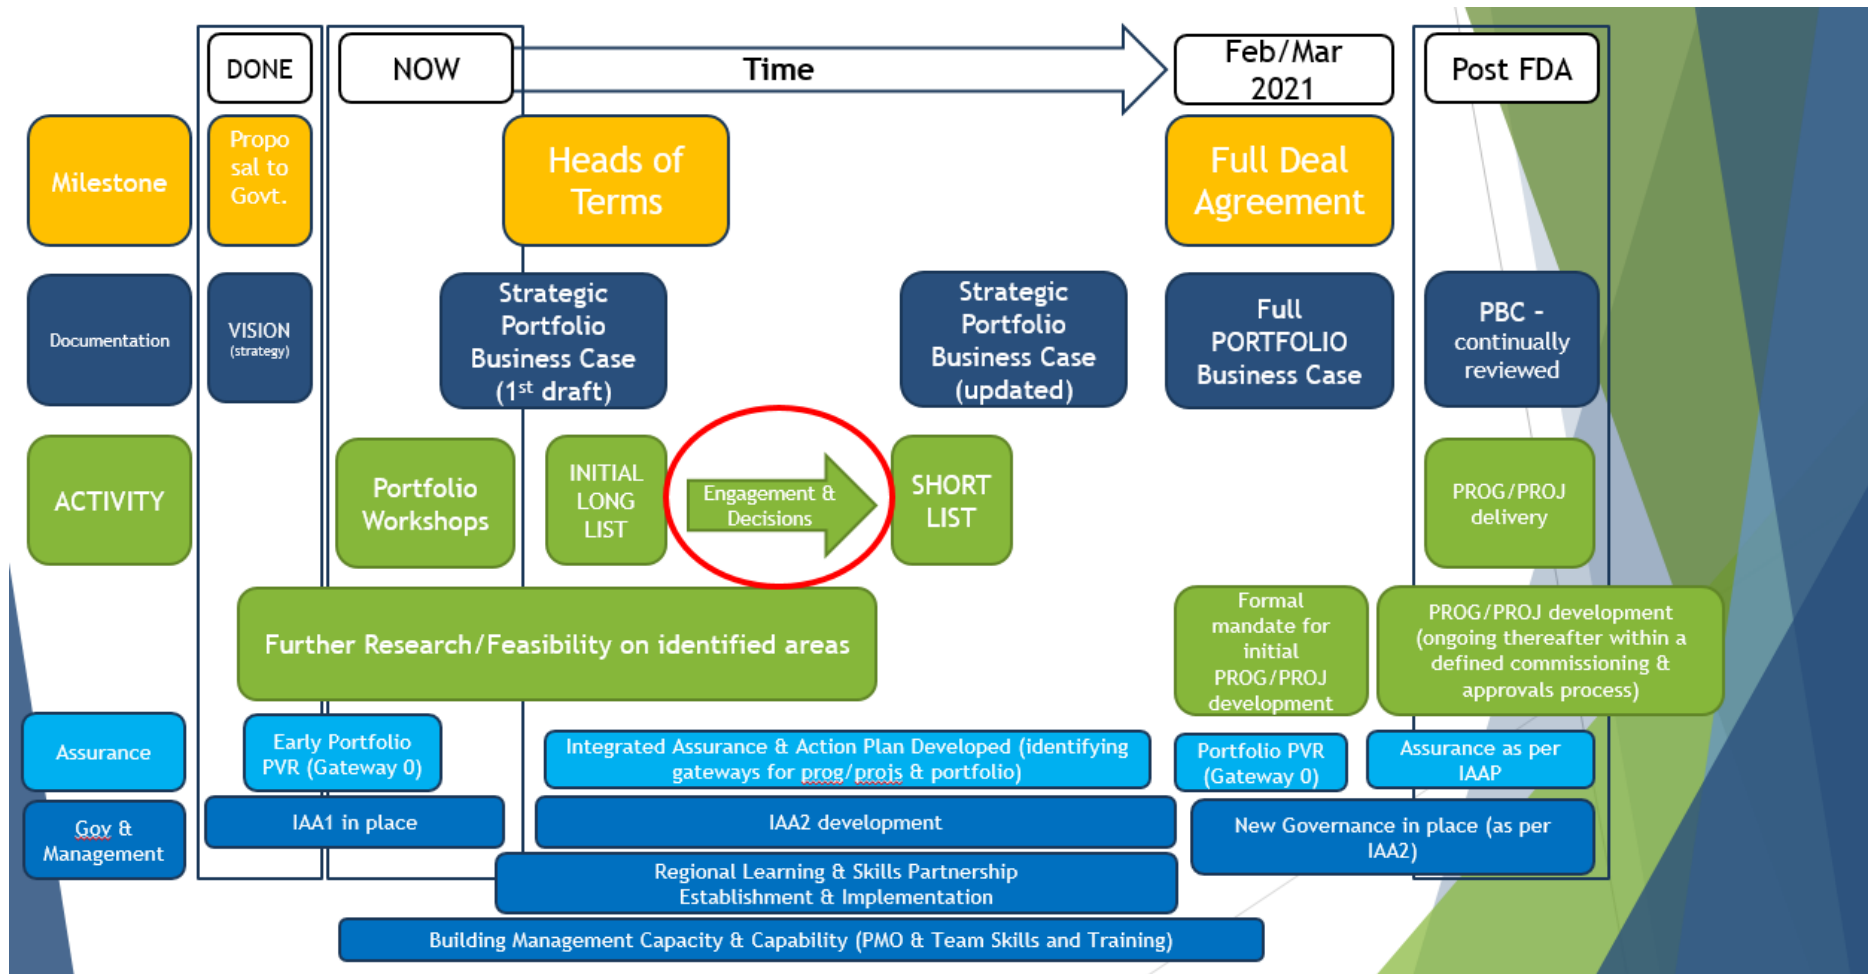 DONE
NOW
Time
Feb/Mar
2021
Post FDA
Milestone
Propo
sal to
Govt.
Heads of
Terms
Full Deal
Agreement
Documentation
VISION
(strategy)
Strategic
Portfolio
Business Case
(1st draft)
Strategic
Portfolio
Business Case
(updated)
Full
PORTFOLIO
Business Case
PBC –
continually
reviewed
ACTIVITY
Portfolio
Workshops
INITIAL
LONG
LIST
Engagement &
Decisions
SHORT
LIST
PROG/PROJ
delivery
Further Research/Feasibility on identified areas
Formal
mandate for
initial
PROG/PROJ
development
PROG/PROJ development
(ongoing thereafter within a
defined commissioning &
approvals process)
Assurance
Early Portfolio
PVR (Gateway 0)
Integrated Assurance & Action Plan Developed (identifying
gateways for prog/projs & portfolio)
Portfolio PVR
(Gateway 0)
Assurance as per
IAAP
Gov &
Management
IAA1 in place
IAA2 development
New Governance in place (as per
IAA2)
Regional Learning & Skills Partnership
Establishment & Implementation
Building Management Capacity & Capability (PMO & Team Skills and Training)